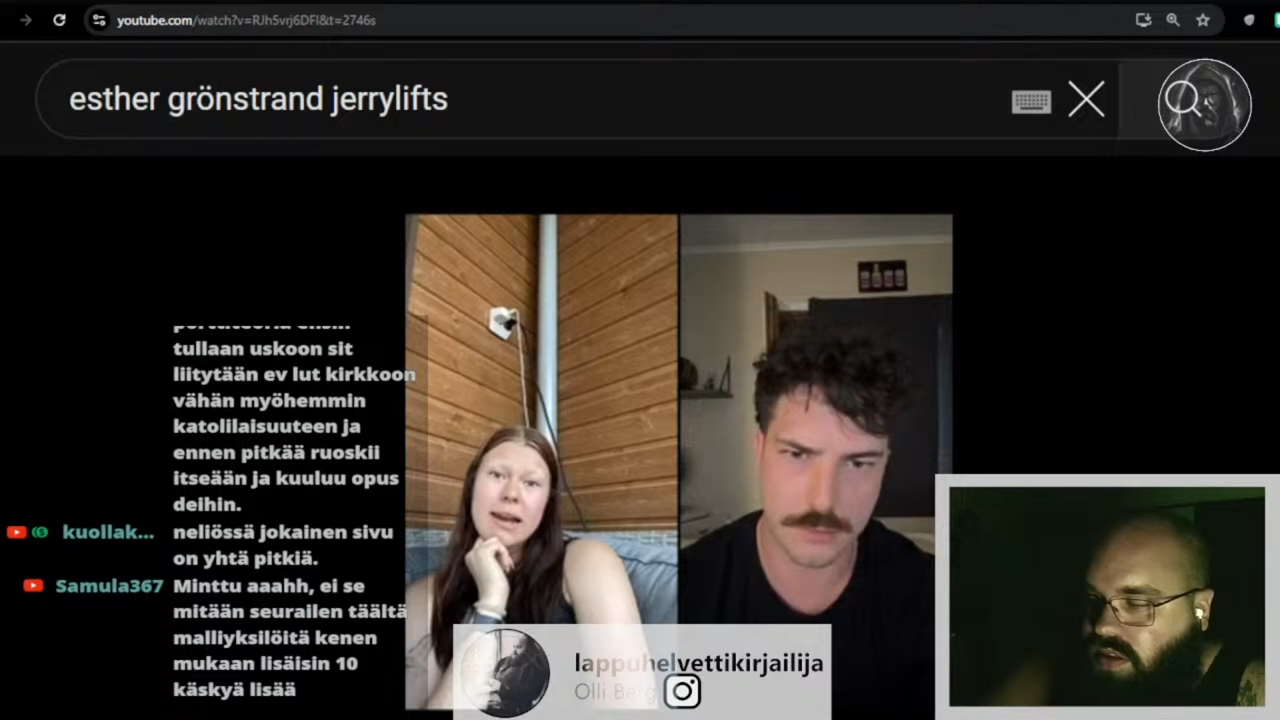 youtube.com/watch?v=RJh5vrj6DFI&t=2746s
esther grönstrand jerrylifts
tullaan uskoon sit
liitytään ev lut kirkkoon
vähän myöhemmin
katolilaisuuteen ja
ennen pitkää ruoskii
itseään ja kuuluu opus
deihin.
kuollak... neliössä jokainen sivu
on yhtä pitkiä.
Samula367 Minttu aaahh, ei se
mitään seurailen täältä
malliyksilöitä kenen
mukaan lisäisin 10
käskyä lisää
lappuhelvettikirjailija
Olli Berg